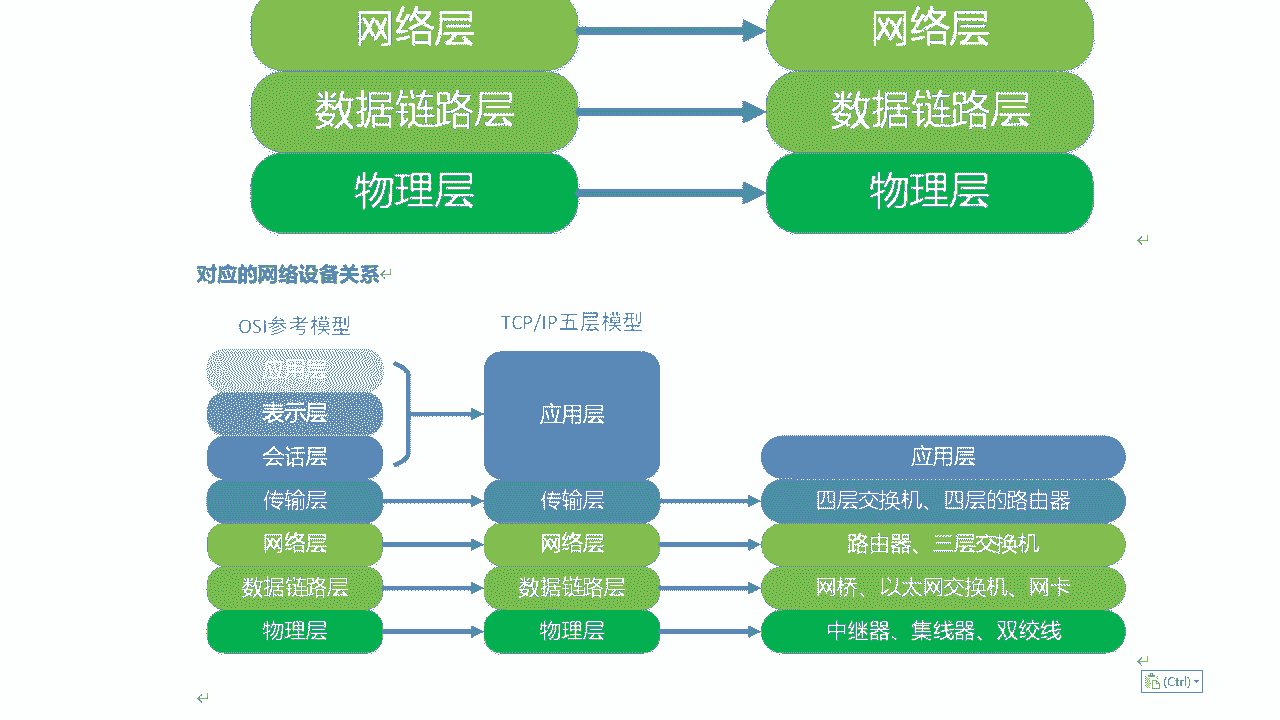 网络层 网络层
数据链路层 数据链路层
物理层 物理层
对应的网络设备关系
OSI参考模型 TCP/IP五层模型
应用层
表示层 应用层
会话层 应用层
传输层 传输层 四层交换机、四层的路由器
网络层 网络层 路由器、三层交换机
数据链路层 数据链路层 网桥、以太网交换机、网卡
物理层 物理层 中继器、集线器、双绞线
(Ctrl)